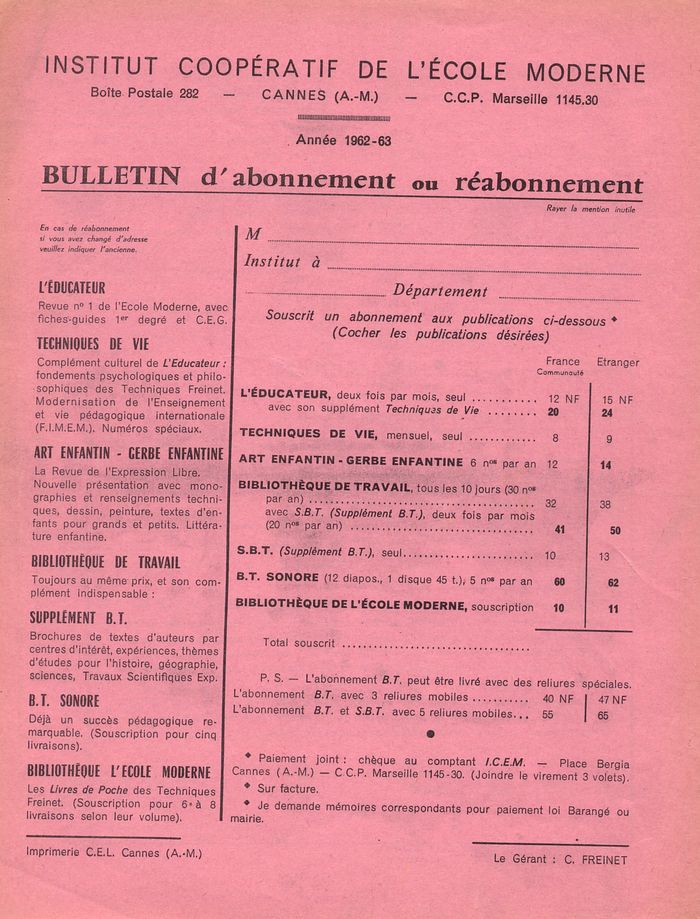 INSTITUT COOPÉRATIF DE L'ÉCOLE MODERNE
Boîte Postale 282 — CANNES (A.-M.) — C.C.P. Marseille 1145.30
Année 1962-63
BULLETIN d'abonnement ou réabonnement
Rayer la mention inutile
En cas de réabonnement
si vous avez changé d'adresse
veuillez indiquer l'ancienne.
L'ÉDUCATEUR
Revue nº 1 de l'Ecole Moderne, avec
fiches-guides 1er degré et C.E.G.
TECHNIQUES DE VIE
Complément culturel de L'Educateur :
fondements psychologiques et philo-
sophiques des Techniques Freinet.
Modernisation de l'Enseignement
et vie pédagogique internationale
(F.I.M.E.M.). Numéros spéciaux.
ART ENFANTIN - GERBE ENFANTINE
La Revue de l'Expression Libre.
Nouvelle présentation avec mono-
graphies et renseignements techni-
ques, dessin, peinture, textes d'en-
fants pour grands et petits. Littéra-
ture enfantine.
BIBLIOTHÈQUE DE TRAVAIL
Toujours au même prix, et son com-
plément indispensable :
SUPPLÉMENT B.T.
Brochures de textes d'auteurs par
centres d'intérêt, expériences, thèmes
d'études pour l'histoire, géographie,
sciences, Travaux Scientifiques Exp.
B.T. SONORE
Déjà un succès pédagogique re-
marquable. (Souscription pour cinq
livraisons).
BIBLIOTHÈQUE L'ECOLE MODERNE
Les Livres de Poche des Techniques
Freinet. (Souscription pour 6 à 8
livraisons selon leur volume).
Imprimerie C.E.L. Cannes (A.-M.)
M ....................
Institut à ....................
.................... Département ....................
Souscrit un abonnement aux publications ci-dessous ◆
(Cocher les publications désirées)
France Etranger
Communauté
L'ÉDUCATEUR, deux fois par mois, seul ........... 12 NF 15 NF
avec son supplément Techniques de Vie ........ 20 24
TECHNIQUES DE VIE, mensuel, seul ............. 8 9
ART ENFANTIN - GERBE ENFANTINE 6 nos par an 12 14
BIBLIOTHÈQUE DE TRAVAIL, tous les 10 jours (30 nos
par an) .................... 32 38
avec S.B.T. (Supplément B.T.), deux fois par mois
(20 nos par an) .................... 41 50
S.B.T. (Supplément B.T.), seul.................... 10 13
B.T. SONORE (12 diapos., 1 disque 45 t.), 5 nos par an 60 62
BIBLIOTHÈQUE DE L'ÉCOLE MODERNE, souscription 10 11
Total souscrit ....................
P. S. — L'abonnement B.T. peut être livré avec des reliures spéciales.
L'abonnement B.T. avec 3 reliures mobiles ........... 40 NF 47 NF
L'abonnement B.T. et S.B.T. avec 5 reliures mobiles... 55 65
◆ Paiement joint : chèque au comptant I.C.E.M. — Place Bergia
Cannes (A.-M.) — C C.P. Marseille 1145-30. (Joindre le virement 3 volets).
◆ Sur facture.
◆ Je demande mémoires correspondants pour paiement loi Barangé ou
mairie.
Le Gérant : C. FREINET